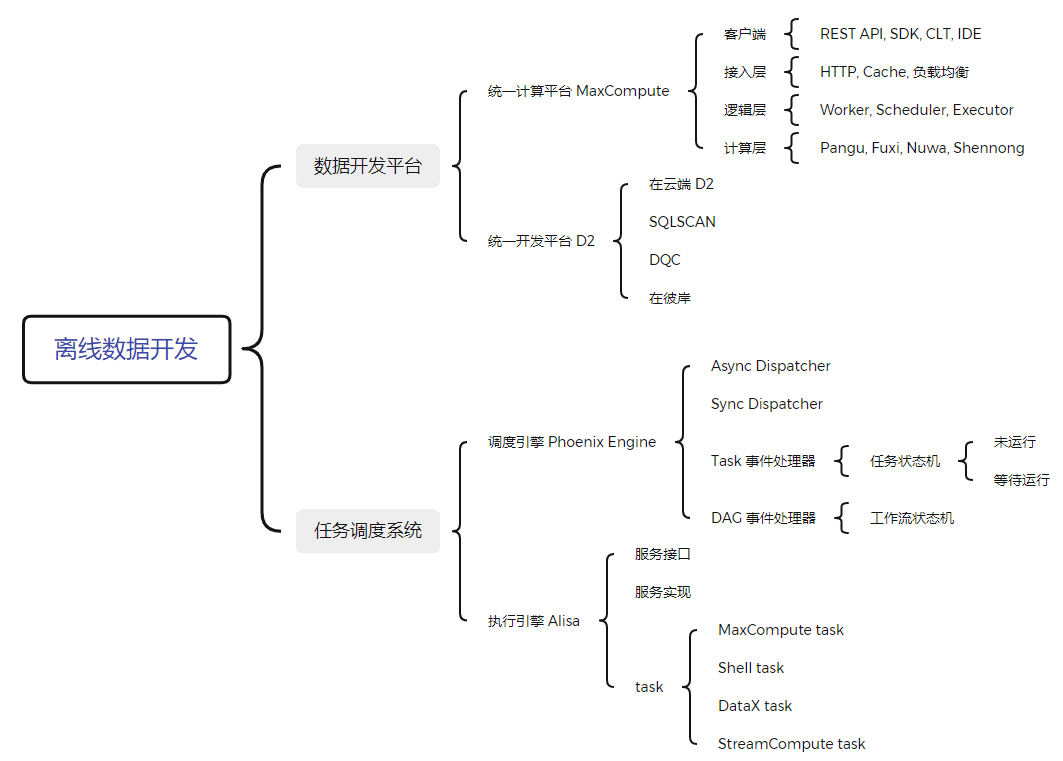 离线数据开发
数据开发平台
统一计算平台 MaxCompute
客户端
REST API, SDK, CLT, IDE
接入层
HTTP, Cache, 负载均衡
逻辑层
Worker, Scheduler, Executor
计算层
Pangu, Fuxi, Nuwa, Shennong
统一开发平台 D2
在云端 D2
SQLSCAN
DQC
在彼岸
任务调度系统
调度引擎 Phoenix Engine
Async Dispatcher
Sync Dispatcher
Task 事件处理器
任务状态机
未运行
等待运行
DAG 事件处理器
工作流状态机
执行引擎 Alisa
服务接口
服务实现
task
MaxCompute task
Shell task
DataX task
StreamCompute task